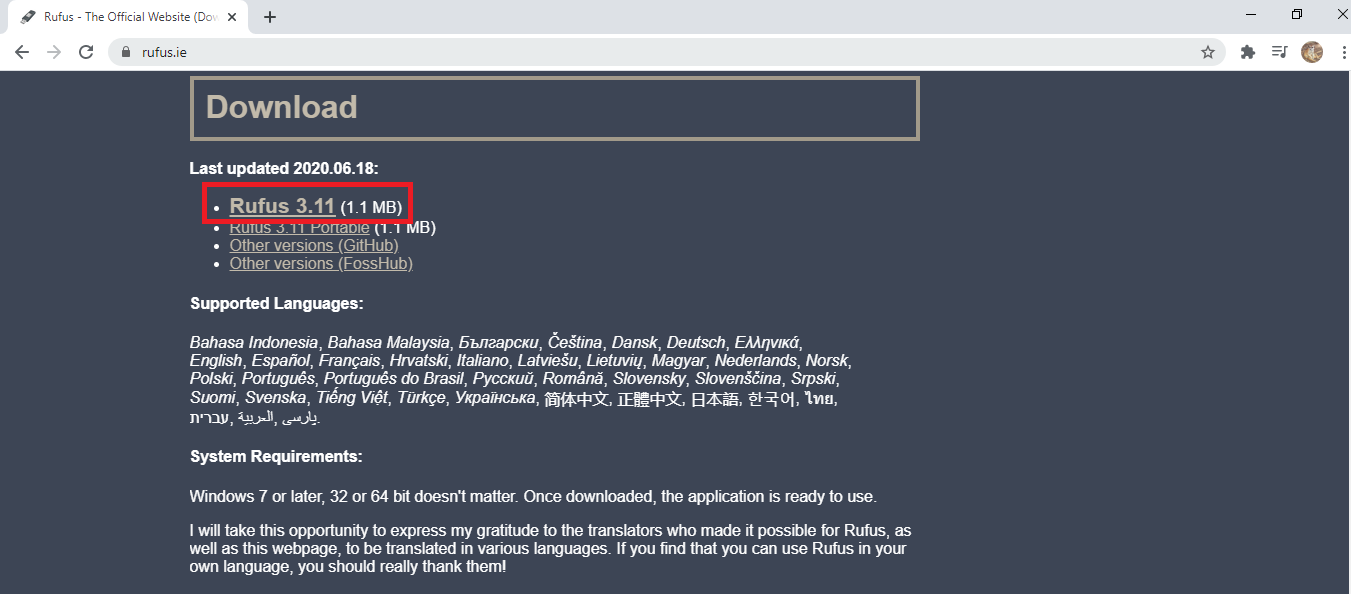 Rufus - The Official Website (Dow
rufus.ie
Download
Last updated 2020.06.18:
Rufus 3.11 (1.1 MB)
Rufus 3.11 Portable (1.1 MB)
Other versions (GitHub)
Other versions (FossHub)
Supported Languages:
Bahasa Indonesia, Bahasa Malaysia, Български, Čeština, Dansk, Deutsch, Ελληνικά,
English, Español, Français, Hrvatski, Italiano, Latviešu, Lietuvių, Magyar, Nederlands, Norsk,
Polski, Português, Português do Brasil, Русский, Română, Slovensky, Slovenščina, Srpski,
Suomi, Svenska, Tiếng Việt, Türkçe, Українська, 简体中文, 正體中文, 日本語, 한국어, ไทย,
עברית, العربية, پارسی.
System Requirements:
Windows 7 or later, 32 or 64 bit doesn't matter. Once downloaded, the application is ready to use.
I will take this opportunity to express my gratitude to the translators who made it possible for Rufus, as
well as this webpage, to be translated in various languages. If you find that you can use Rufus in your
own language, you should really thank them!